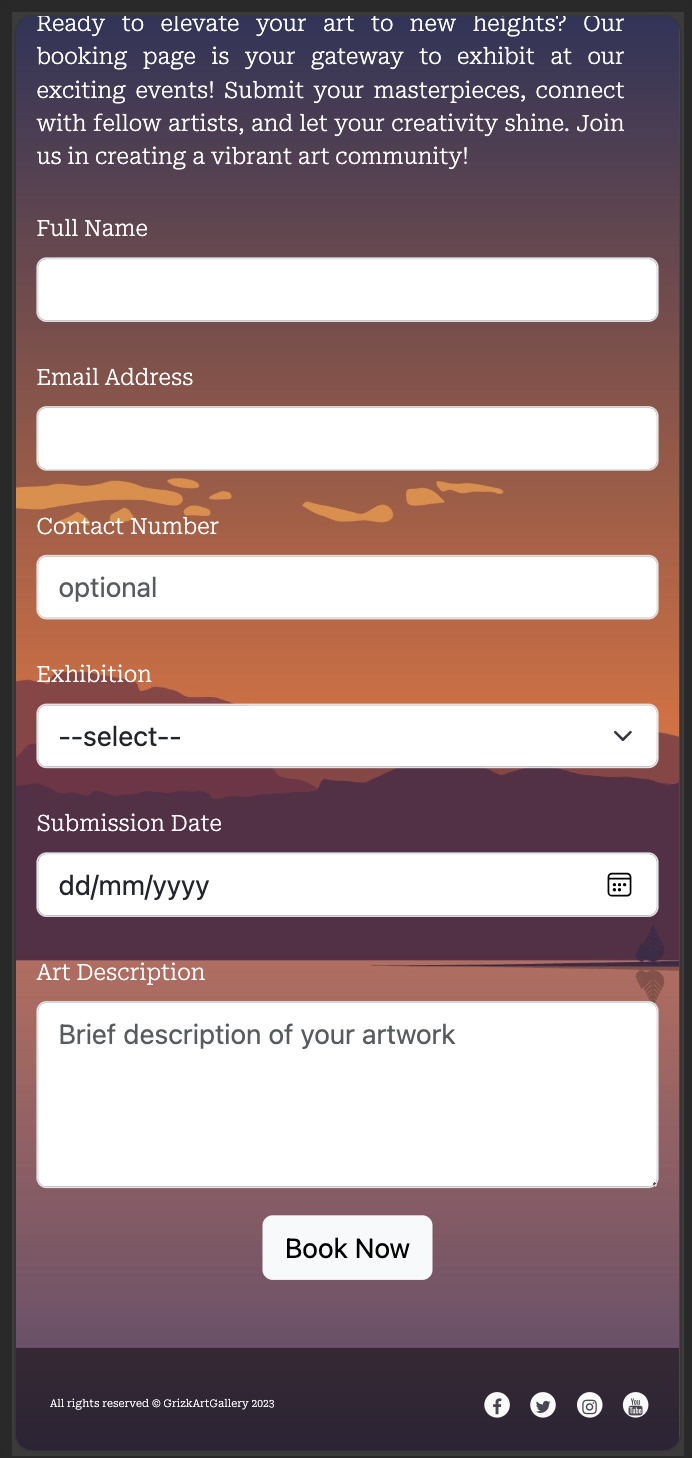 Ready to elevate your art to new heights? Our
booking page is your gateway to exhibit at our
exciting events! Submit your masterpieces, connect
with fellow artists, and let your creativity shine. Join
us in creating a vibrant art community!
Full Name
Email Address
Contact Number
optional
Exhibition
--select--
Submission Date
dd/mm/yyyy
Art Description
Brief description of your artwork
Book Now
All rights reserved © GrizkArtGallery 2023
You
Tube